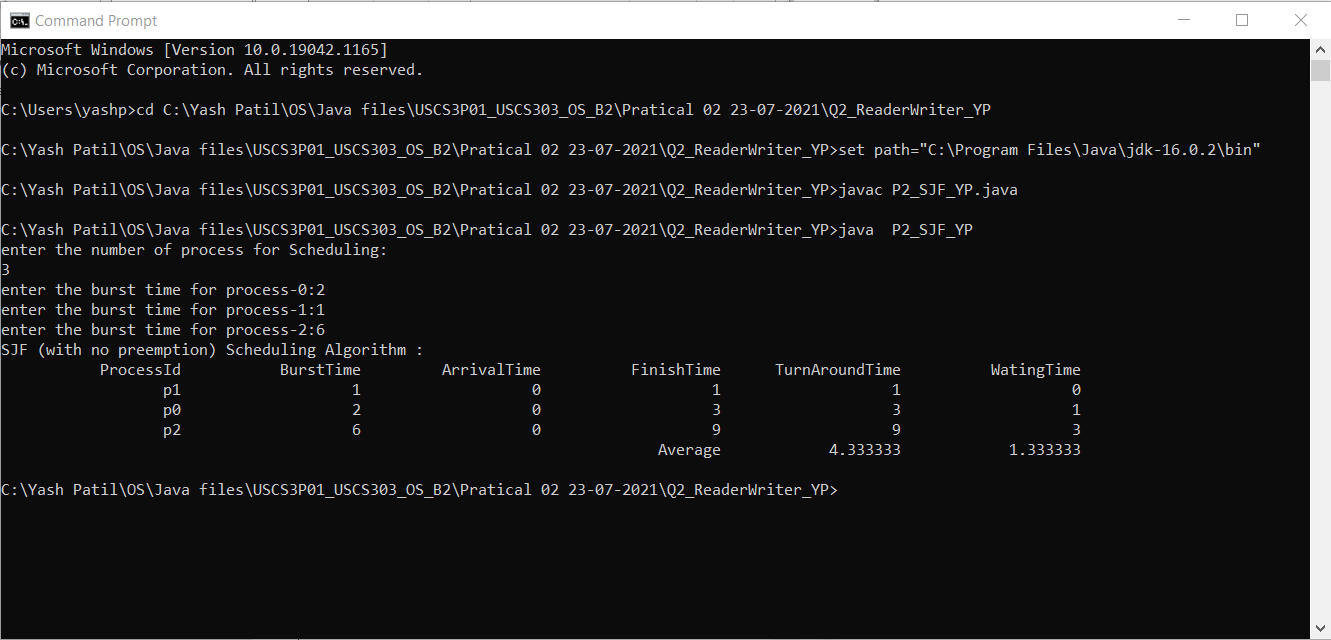 Command Prompt
Microsoft Windows [Version 10.0.19042.1165]
(c) Microsoft Corporation. All rights reserved.
C:\Users\yashp>cd C:\Yash Patil\OS\Java files\USCS3P01_USCS303_OS_B2\Pratical 02 23-07-2021\Q2_ReaderWriter_YP
C:\Yash Patil\OS\Java files\USCS3P01_USCS303_OS_B2\Pratical 02 23-07-2021\Q2_ReaderWriter_YP>set path="C:\Program Files\Java\jdk-16.0.2\bin"
C:\Yash Patil\OS\Java files\USCS3P01_USCS303_OS_B2\Pratical 02 23-07-2021\Q2_ReaderWriter_YP>javac P2_SJF_YP.java
C:\Yash Patil\OS\Java files\USCS3P01_USCS303_OS_B2\Pratical 02 23-07-2021\Q2_ReaderWriter_YP>java  P2_SJF_YP
enter the number of process for Scheduling:
3
enter the burst time for process-0:2
enter the burst time for process-1:1
enter the burst time for process-2:6
SJF (with no preemption) Scheduling Algorithm :
ProcessId BurstTime ArrivalTime FinishTime TurnAroundTime WatingTime
p1 1 0 1 1 0
p0 2 0 3 3 1
p2 6 0 9 9 3
Average 4.333333 1.333333
C:\Yash Patil\OS\Java files\USCS3P01_USCS303_OS_B2\Pratical 02 23-07-2021\Q2_ReaderWriter_YP>